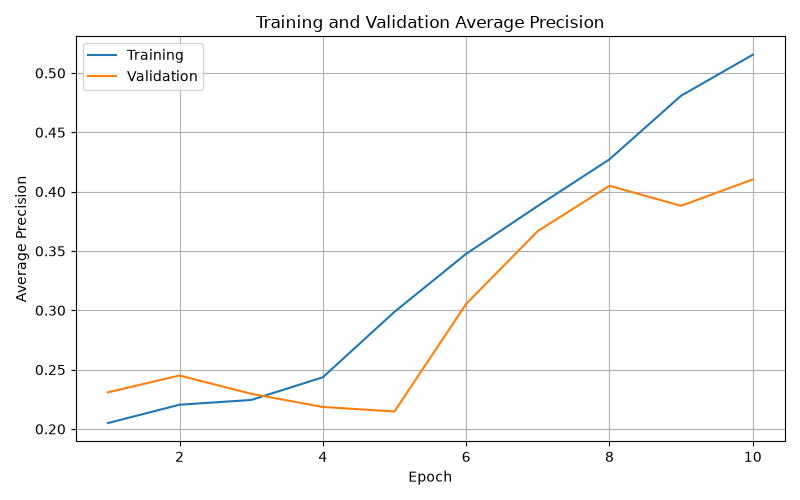 Training and Validation Average Precision
Training
Validation
0.50
0.45
0.40
0.35
0.30
0.25
0.20
Average Precision
2
4
6
8
10
Epoch